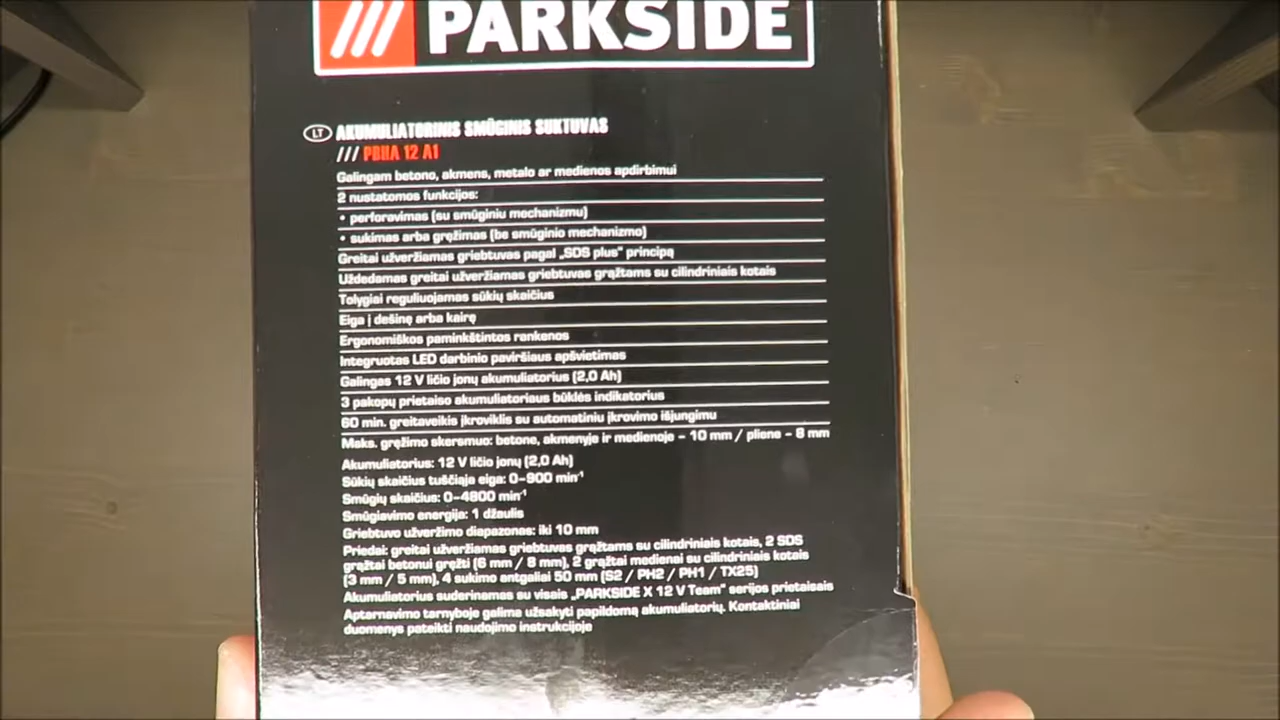 /// PARKSIDE
LT AKUMULIATORINIS SMŪGINIS SUKTUVAS
/// PBHA 12 A1
Galingam betono, akmens, metalo ar medienos apdirbimui
2 nustatomos funkcijos:
• perforavimas (su smūginiu mechanizmu)
• sukimas arba gręžimas (be smūginio mechanizmo)
Greitai užveržiamas griebtuvas pagal „SDS plus“ principą
Uždedamas greitai užveržiamas griebtuvas grąžtams su cilindriniais kotais
Tolygiai reguliuojamas sūkių skaičius
Eiga į dešinę arba kairę
Ergonomiškos paminkštintos rankenos
Integruotas LED darbinio paviršiaus apšvietimas
Galingas 12 V ličio jonų akumuliatorius (2,0 Ah)
3 pakopų prietaiso akumuliatoriaus būklės indikatorius
60 min. greitaveikis įkroviklis su automatiniu įkrovimo išjungimu
Maks. gręžimo skersmuo: betone, akmenyje ir medienoje – 10 mm / pliene – 8 mm
Akumuliatorius: 12 V ličio jonų (2,0 Ah)
Sūkių skaičius tuščiąja eiga: 0–900 min⁻¹
Smūgių skaičius: 0–4800 min⁻¹
Smūgiavimo energija: 1 džaulis
Griebtuvo užveržimo diapazonas: iki 10 mm
Priedai: greitai užveržiamas griebtuvas grąžtams su cilindriniais kotais, 2 SDS
grąžtai betonui gręžti (6 mm / 8 mm), 2 grąžtai medienai su cilindriniais kotais
(3 mm / 5 mm), 4 sukimo antgaliai 50 mm (S2 / PH2 / PH1 / TX25)
Akumuliatorius suderinamas su visais „PARKSIDE X 12 V Team“ serijos prietaisais
Aptarnavimo tarnyboje galima užsakyti papildomą akumuliatorių. Kontaktiniai
duomenys pateikti naudojimo instrukcijoje